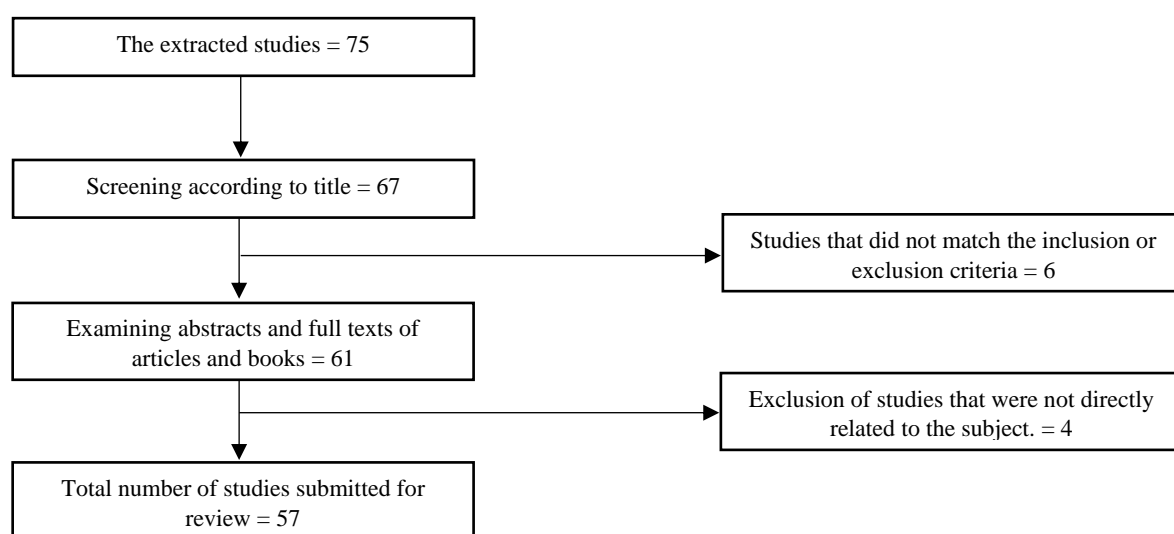 The extracted studies = 75
Screening according to title = 67
Studies that did not match the inclusion or
exclusion criteria = 6
Examining abstracts and full texts of
articles and books = 61
Exclusion of studies that were not directly
related to the subject. = 4
Total number of studies submitted for
review = 57